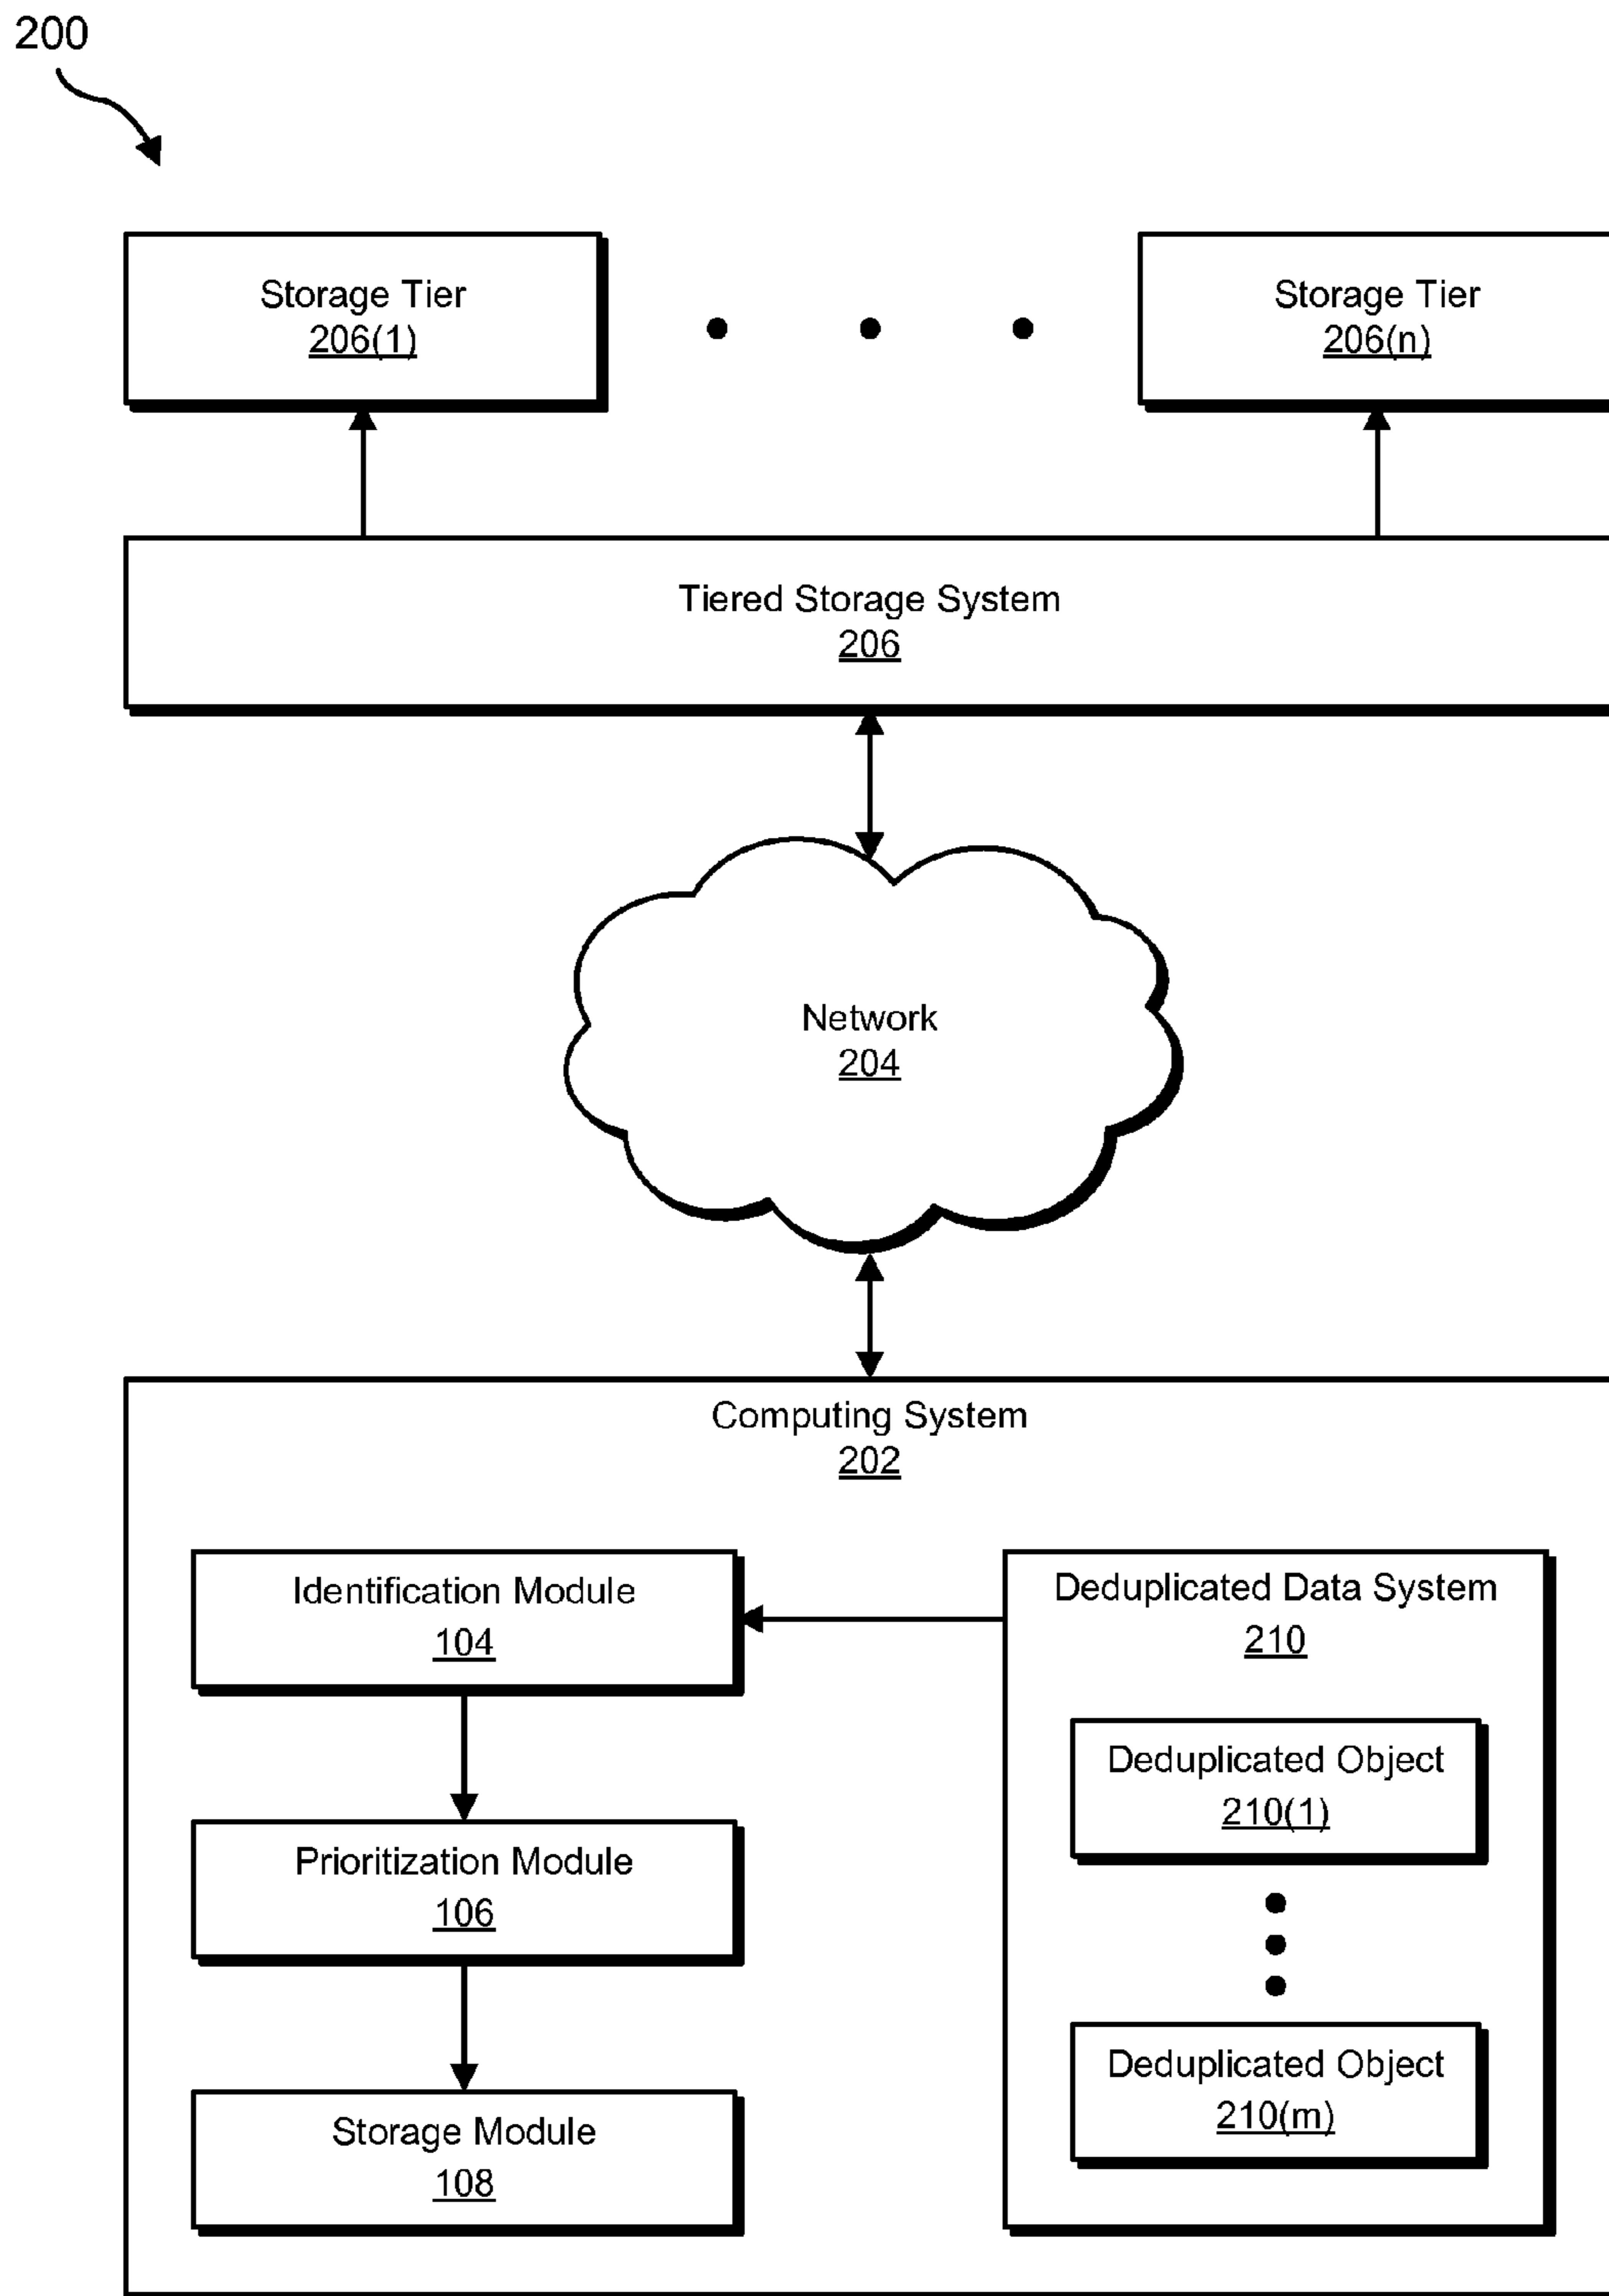 200
Storage Tier
206(1)
Storage Tier
206(n)
Tiered Storage System
206
Network
204
Computing System
202
Identification Module
104
Deduplicated Data System
210
Deduplicated Object
210(1)
Prioritization Module
106
Deduplicated Object
210(m)
Storage Module
108